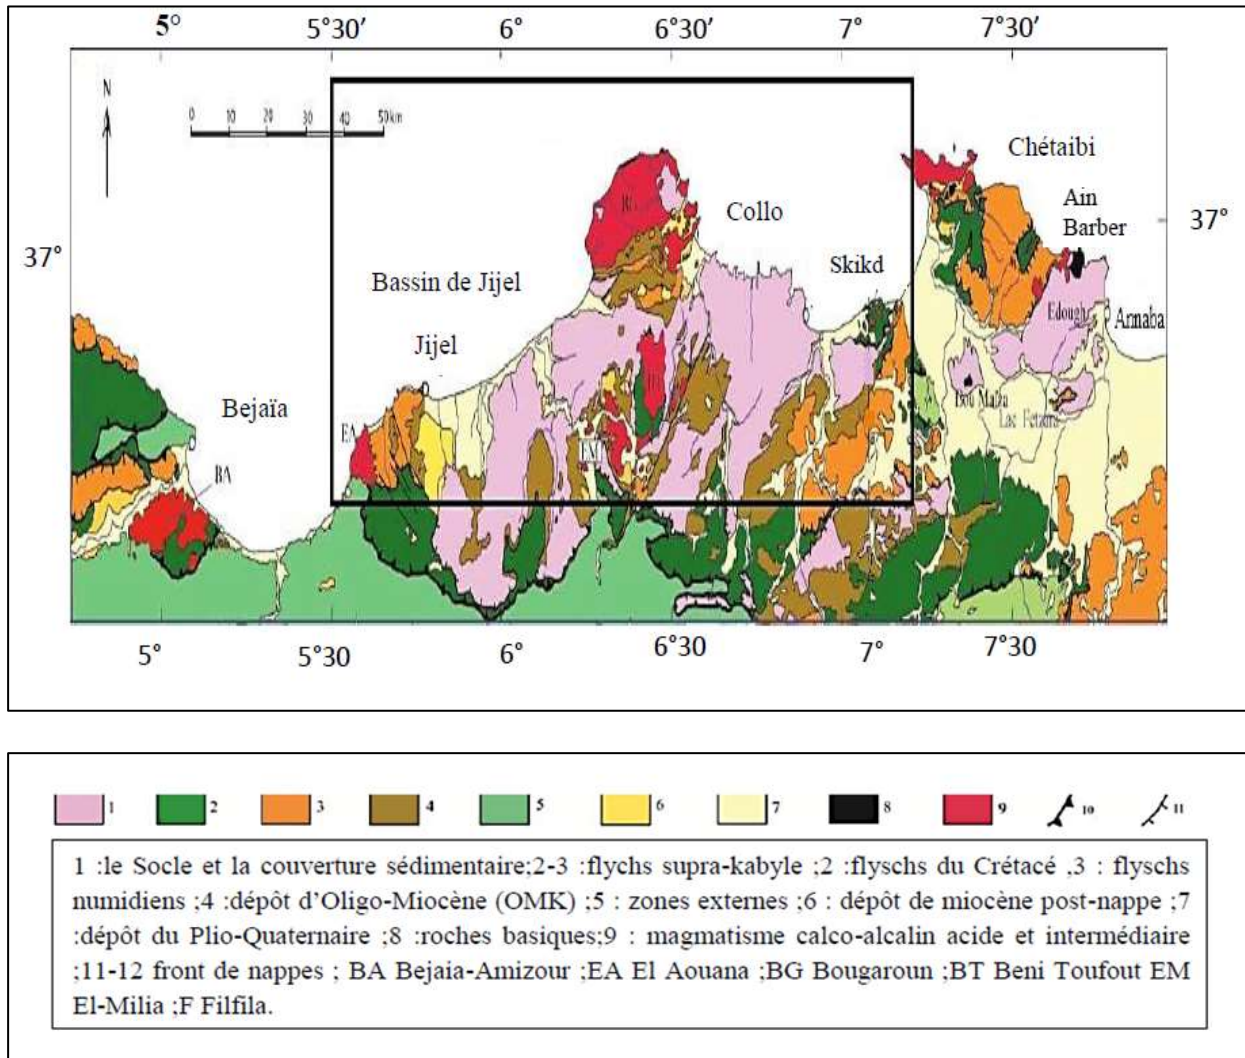 5° 5°30’ 6° 6°30’ 7° 7°30’
N
0 10 20 30 40 50km
Chétaibi
Ain
Barber
37°
Collo
37°
Skikd
Bassin de Jijel
Edough
Annaba
Jijel
Bejaïa
Lac Fetzara
EA
EM
BA
5° 5°30 6° 6°30 7° 7°30
1 2 3 4 5 6 7 8 9 10 11
1 :le Socle et la couverture sédimentaire;2-3 :flychs supra-kabyle ;2 :flyschs du Crétacé ,3 : flyschs
numidiens ;4 :dépôt d’Oligo-Miocène (OMK) ;5 : zones externes ;6 : dépôt de miocène post-nappe ;7
:dépôt du Plio-Quaternaire ;8 :roches basiques;9 : magmatisme calco-alcalin acide et intermédiaire
;11-12 front de nappes ; BA Bejaia-Amizour ;EA El Aouana ;BG Bougaroun ;BT Beni Toufout EM
El-Milia ;F Filfila.